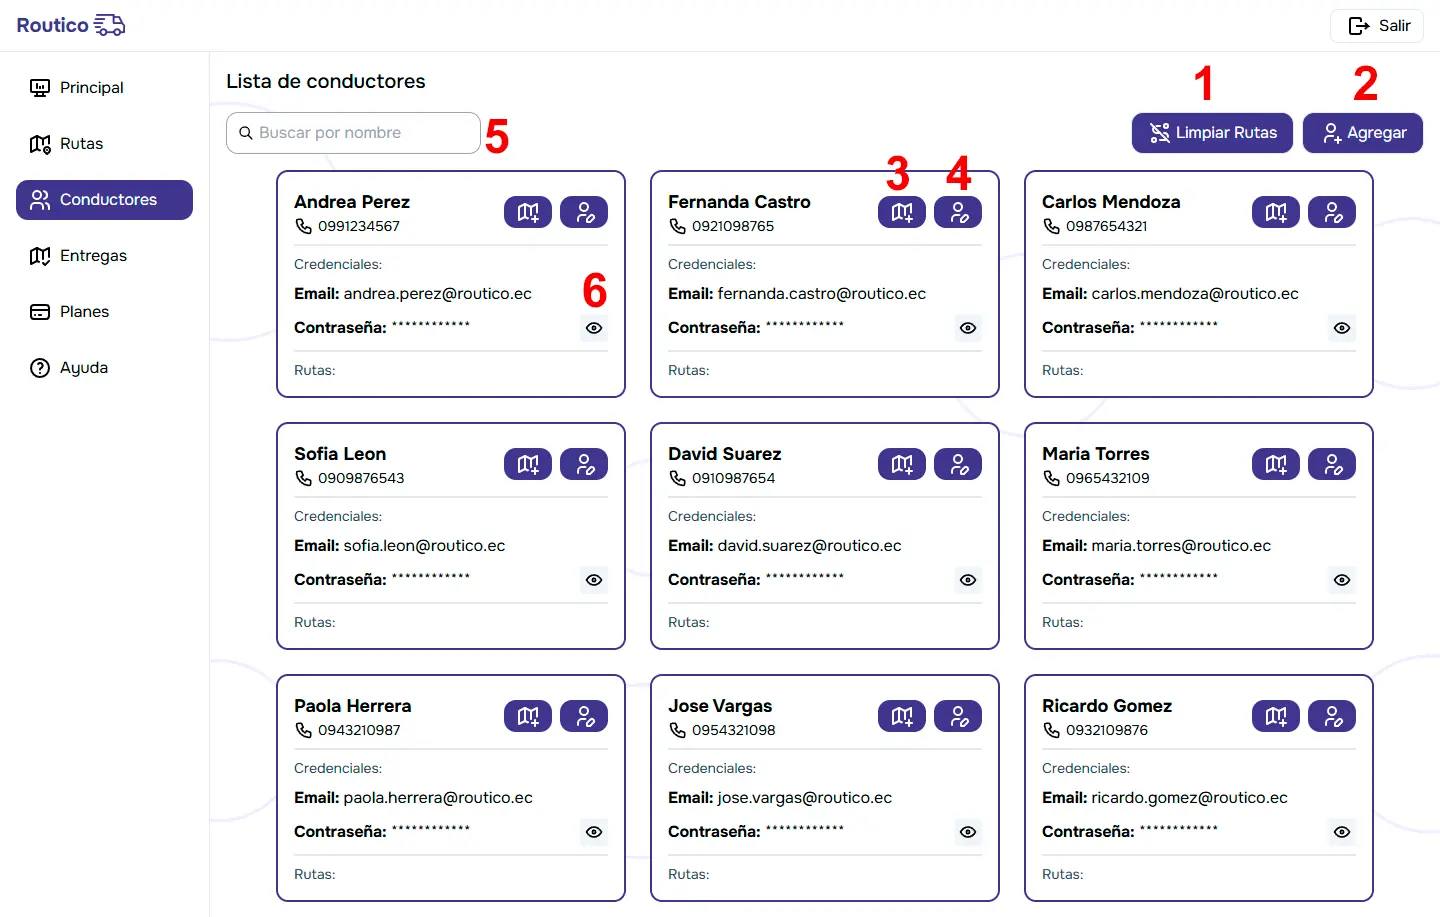 Routico
Salir
Principal
Rutas
Conductores
Entregas
Planes
Ayuda
Lista de conductores
1
2
Buscar por nombre
5
Limpiar Rutas
Agregar
3
4
Andrea Perez
0991234567
Credenciales:
6
Email: andrea.perez@routico.ec
Contraseña: ************
Rutas:
Fernanda Castro
0921098765
Credenciales:
Email: fernanda.castro@routico.ec
Contraseña: ************
Rutas:
Carlos Mendoza
0987654321
Credenciales:
Email: carlos.mendoza@routico.ec
Contraseña: ************
Rutas:
Sofia Leon
0909876543
Credenciales:
Email: sofia.leon@routico.ec
Contraseña: ************
Rutas:
David Suarez
0910987654
Credenciales:
Email: david.suarez@routico.ec
Contraseña: ************
Rutas:
Maria Torres
0965432109
Credenciales:
Email: maria.torres@routico.ec
Contraseña: ************
Rutas:
Paola Herrera
0943210987
Credenciales:
Email: paola.herrera@routico.ec
Contraseña: ************
Rutas:
Jose Vargas
0954321098
Credenciales:
Email: jose.vargas@routico.ec
Contraseña: ************
Rutas:
Ricardo Gomez
0932109876
Credenciales:
Email: ricardo.gomez@routico.ec
Contraseña: ************
Rutas: